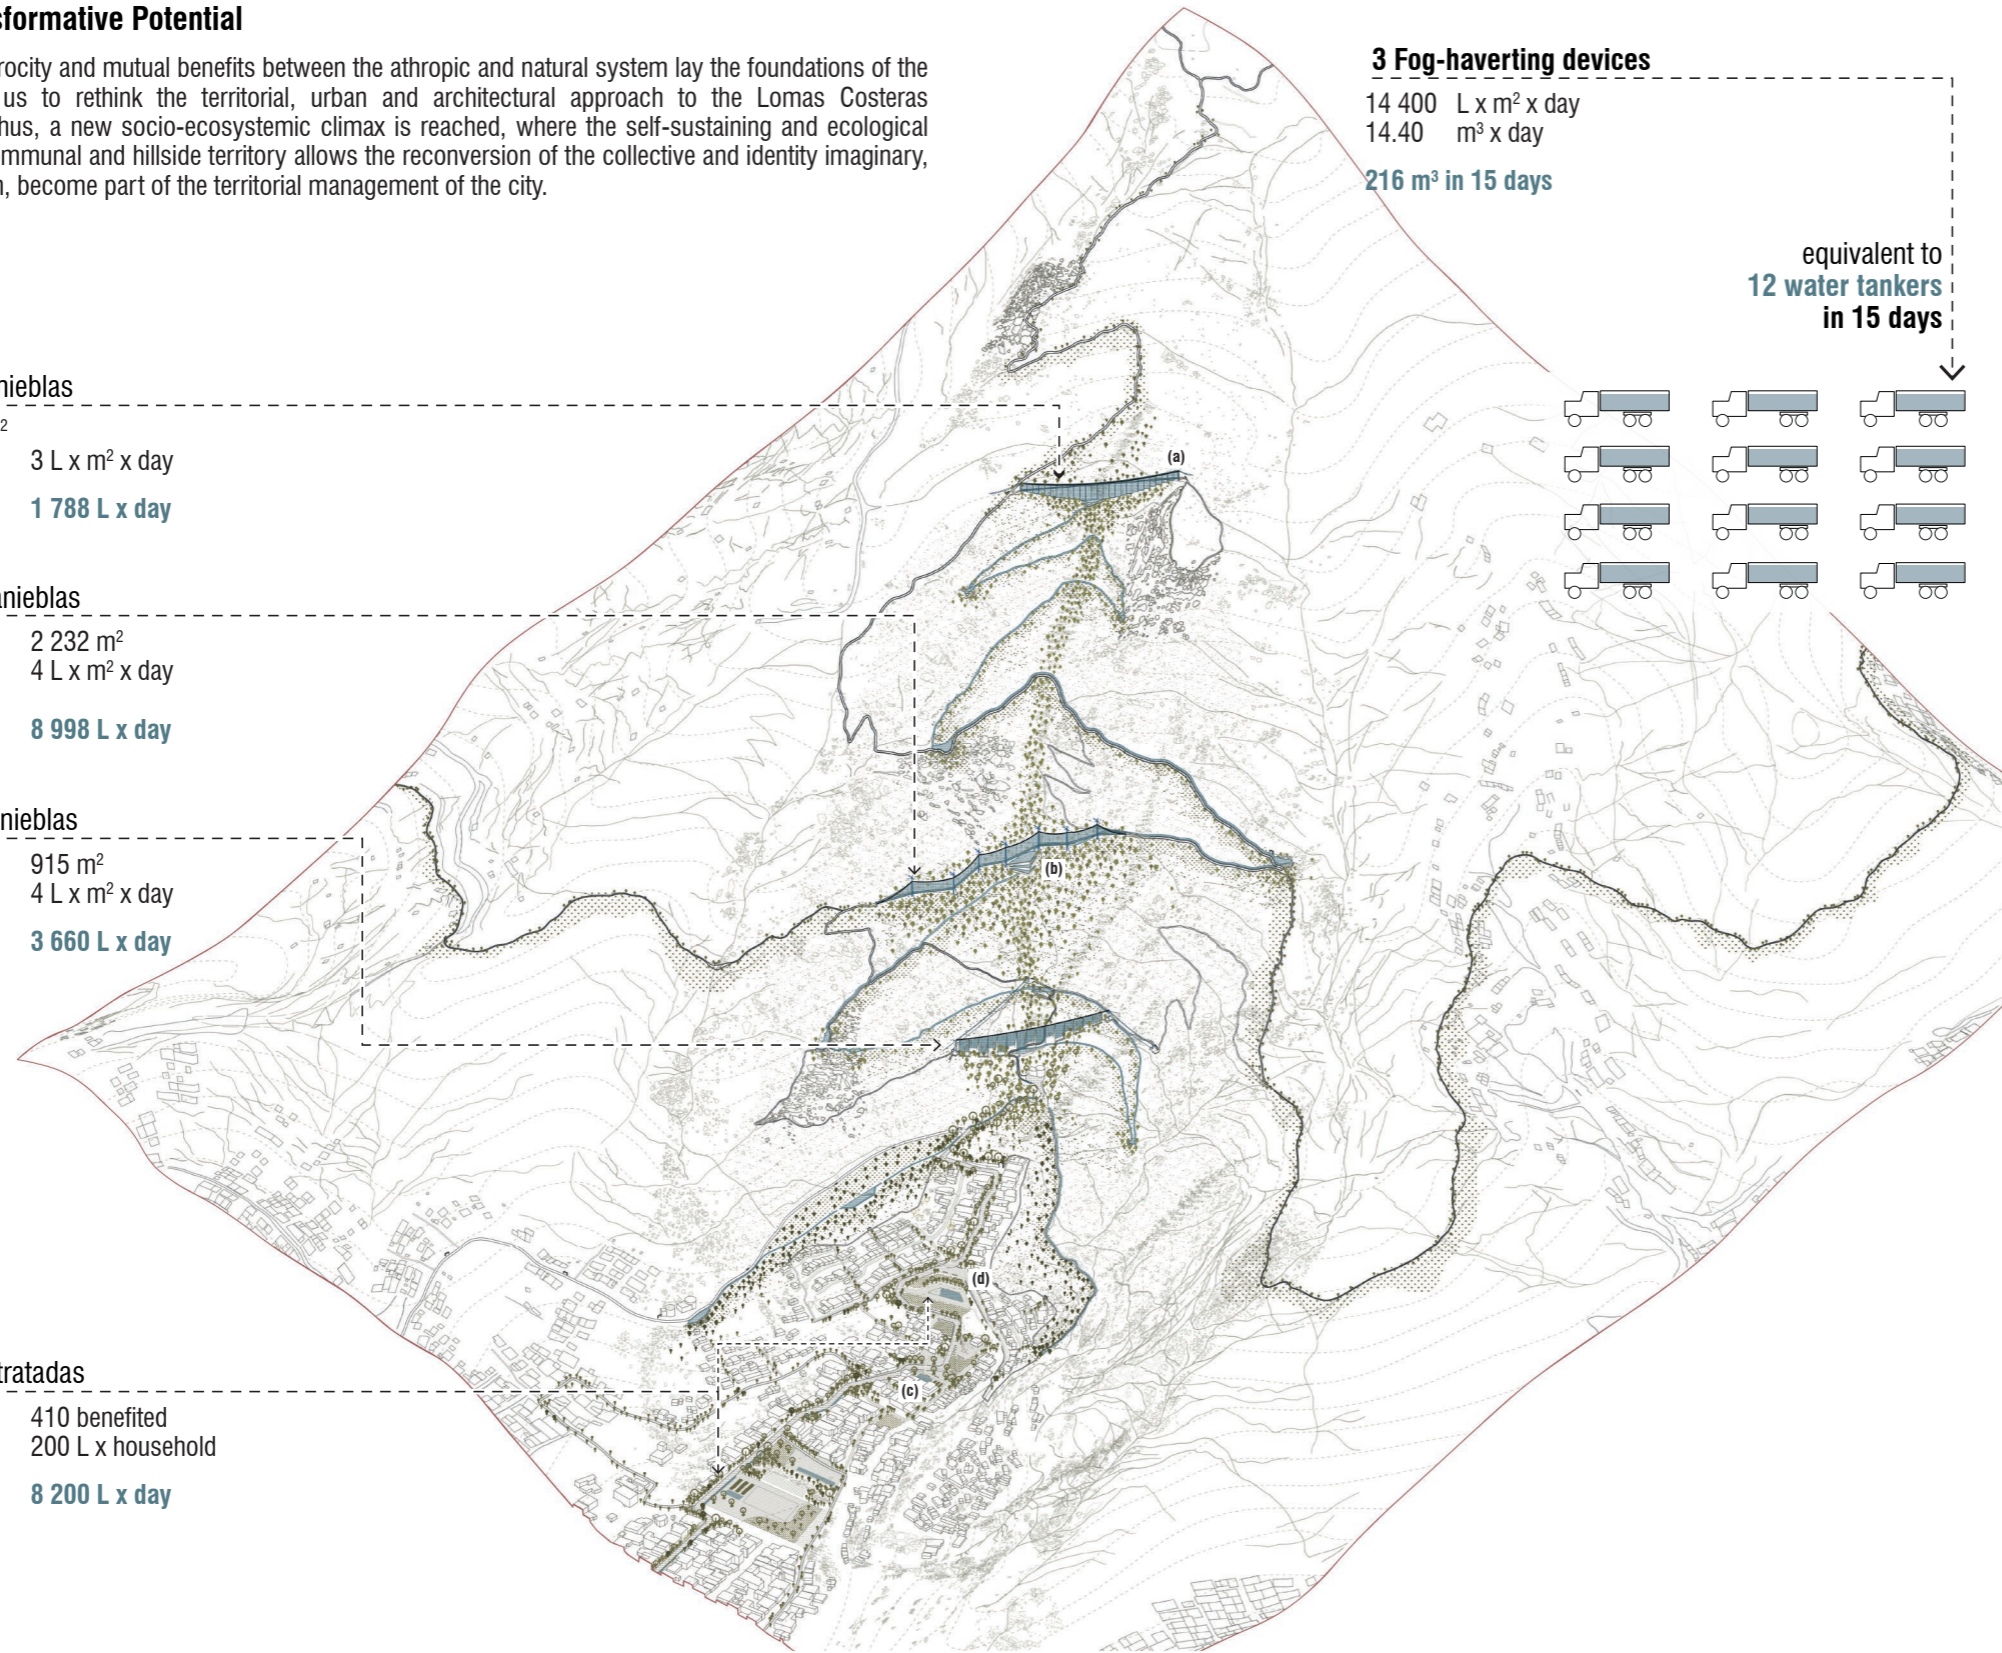 sformative Potential
rocity and mutual benefits between the athropic and natural system lay the foundations of the
us to rethink the territorial, urban and architectural approach to the Lomas Costeras
hus, a new socio-ecosystemic climax is reached, where the self-sustaining and ecological
mmunal and hillside territory allows the reconversion of the collective and identity imaginary,
n, become part of the territorial management of the city.
3 Fog-haverting devices
14 400 L x m² x day
14.40 m³ x day
216 m³ in 15 days
equivalent to
12 water tankers
in 15 days
nieblas
2
3 L x m² x day
1 788 L x day
anieblas
2 232 m²
4 L x m² x day
8 998 L x day
nieblas
915 m²
4 L x m² x day
3 660 L x day
tratadas
410 benefited
200 L x household
8 200 L x day
(a)
(b)
(d)
(c)